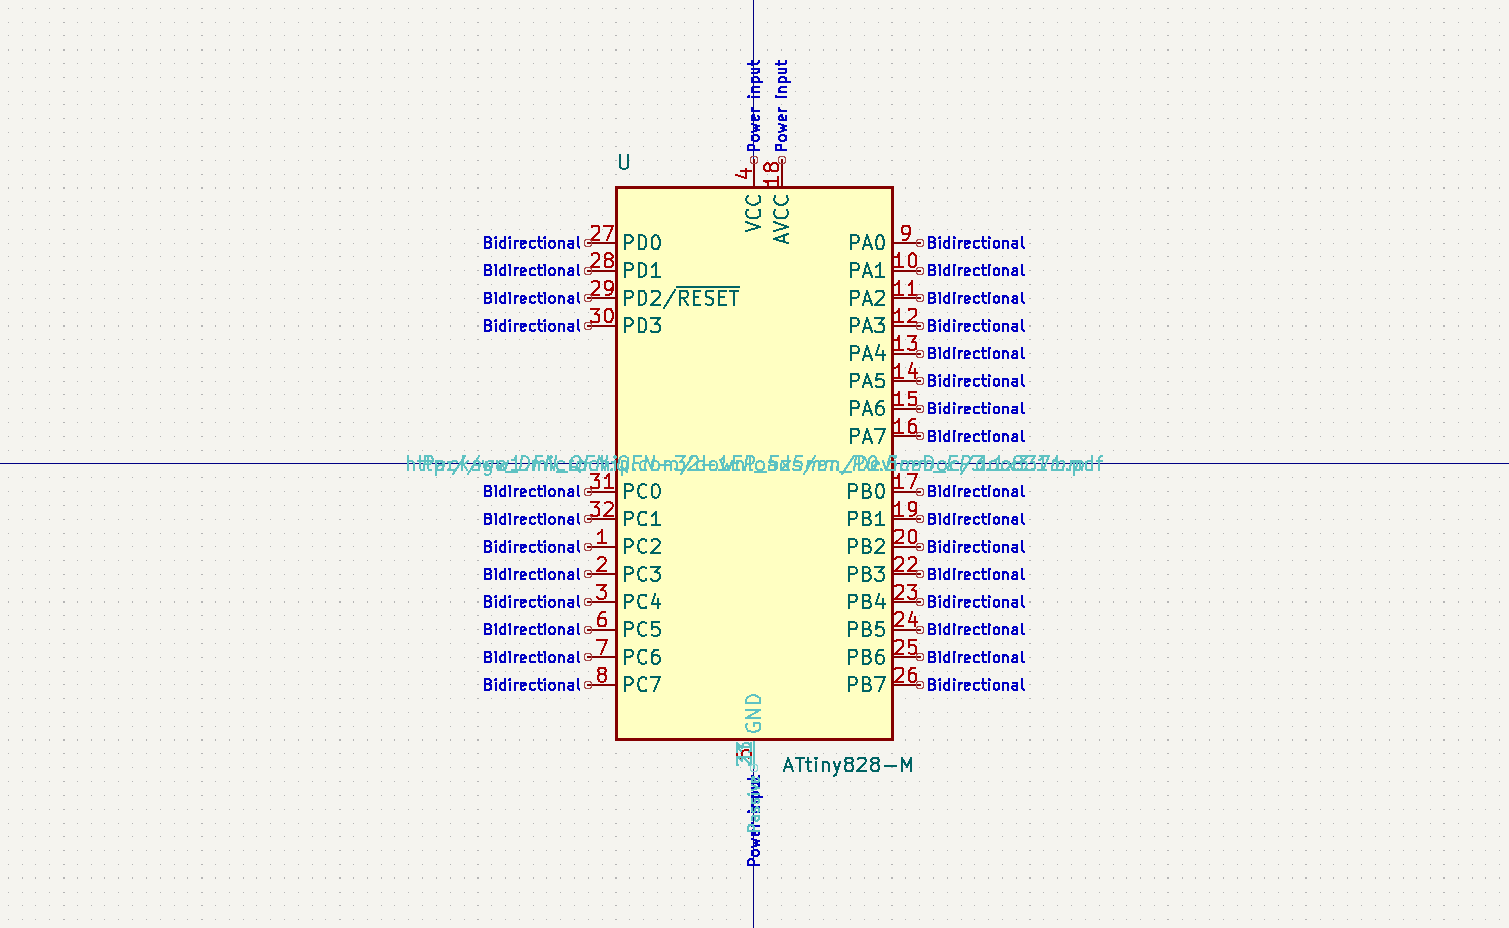 Power input
Power input
U
4
18
VCC
AVCC
Bidirectional 27 PD0 PA0 9 Bidirectional
Bidirectional 28 PD1 PA1 10 Bidirectional
Bidirectional 29 PD2/RESET PA2 11 Bidirectional
Bidirectional 30 PD3 PA3 12 Bidirectional
PA4 13 Bidirectional
PA5 14 Bidirectional
PA6 15 Bidirectional
PA7 16 Bidirectional
Bidirectional 31 PC0 PB0 17 Bidirectional
Bidirectional 32 PC1 PB1 19 Bidirectional
Bidirectional 1 PC2 PB2 20 Bidirectional
Bidirectional 2 PC3 PB3 22 Bidirectional
Bidirectional 3 PC4 PB4 23 Bidirectional
Bidirectional 6 PC5 PB5 24 Bidirectional
Bidirectional 7 PC6 PB6 25 Bidirectional
Bidirectional 8 PC7 PB7 26 Bidirectional
GND
ATtiny828-M
Power input
Passive